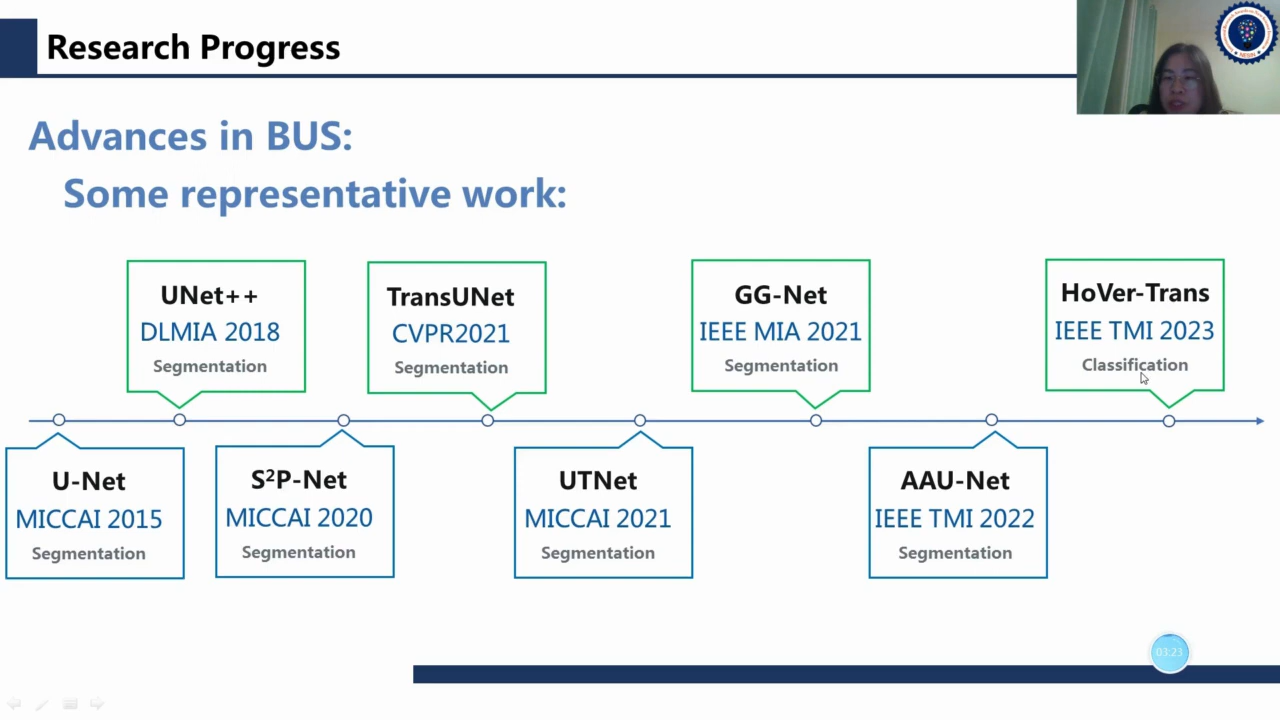 Research Progress
Advances in BUS:
Some representative work:
UNet++
DLMIA 2018
Segmentation
TransUNet
CVPR2021
Segmentation
GG-Net
IEEE MIA 2021
Segmentation
HoVer-Trans
IEEE TMI 2023
Classification
U-Net
MICCAI 2015
Segmentation
S²P-Net
MICCAI 2020
Segmentation
UTNet
MICCAI 2021
Segmentation
AAU-Net
IEEE TMI 2022
Segmentation
03:23